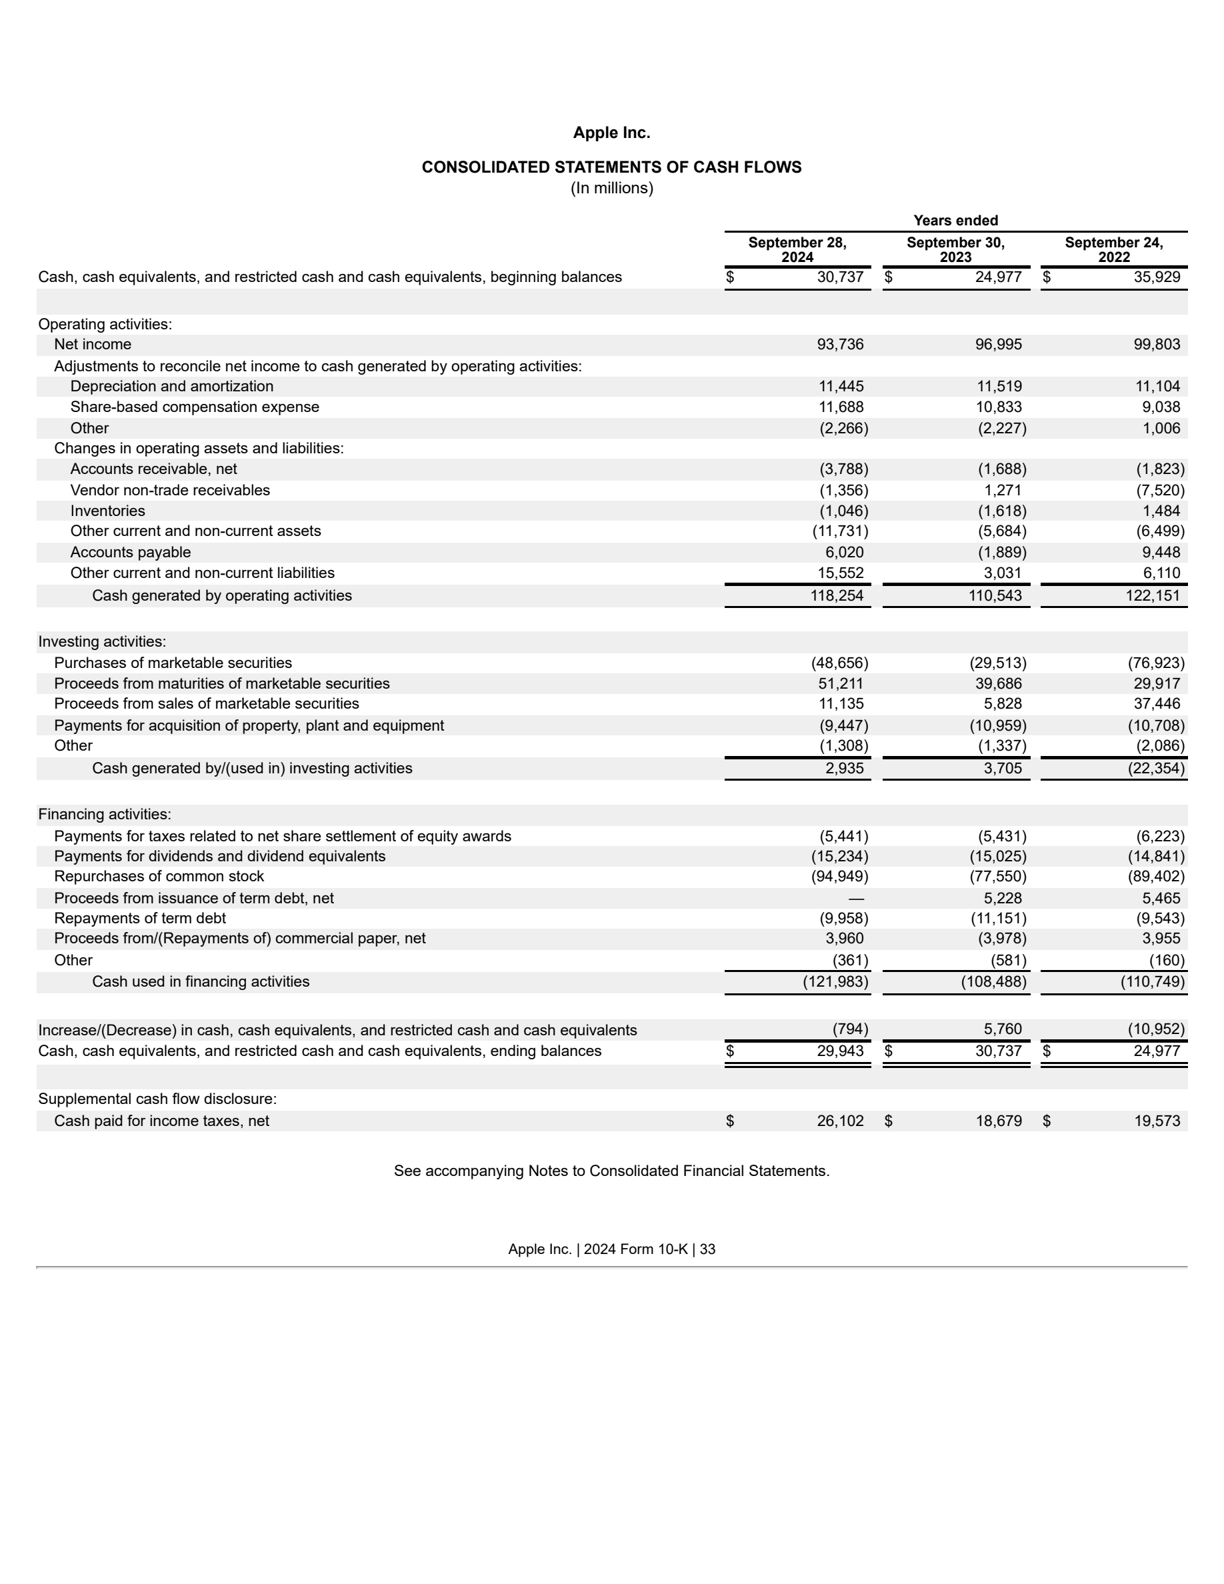 Apple Inc.
CONSOLIDATED STATEMENTS OF CASH FLOWS
(In millions)
Years ended
September 28, 2024 September 30, 2023 September 24, 2022
Cash, cash equivalents, and restricted cash and cash equivalents, beginning balances $ 30,737 $ 24,977 $ 35,929
Operating activities:
Net income 93,736 96,995 99,803
Adjustments to reconcile net income to cash generated by operating activities:
Depreciation and amortization 11,445 11,519 11,104
Share-based compensation expense 11,688 10,833 9,038
Other (2,266) (2,227) 1,006
Changes in operating assets and liabilities:
Accounts receivable, net (3,788) (1,688) (1,823)
Vendor non-trade receivables (1,356) 1,271 (7,520)
Inventories (1,046) (1,618) 1,484
Other current and non-current assets (11,731) (5,684) (6,499)
Accounts payable 6,020 (1,889) 9,448
Other current and non-current liabilities 15,552 3,031 6,110
Cash generated by operating activities 118,254 110,543 122,151
Investing activities:
Purchases of marketable securities (48,656) (29,513) (76,923)
Proceeds from maturities of marketable securities 51,211 39,686 29,917
Proceeds from sales of marketable securities 11,135 5,828 37,446
Payments for acquisition of property, plant and equipment (9,447) (10,959) (10,708)
Other (1,308) (1,337) (2,086)
Cash generated by/(used in) investing activities 2,935 3,705 (22,354)
Financing activities:
Payments for taxes related to net share settlement of equity awards (5,441) (5,431) (6,223)
Payments for dividends and dividend equivalents (15,234) (15,025) (14,841)
Repurchases of common stock (94,949) (77,550) (89,402)
Proceeds from issuance of term debt, net — 5,228 5,465
Repayments of term debt (9,958) (11,151) (9,543)
Proceeds from/(Repayments of) commercial paper, net 3,960 (3,978) 3,955
Other (361) (581) (160)
Cash used in financing activities (121,983) (108,488) (110,749)
Increase/(Decrease) in cash, cash equivalents, and restricted cash and cash equivalents (794) 5,760 (10,952)
Cash, cash equivalents, and restricted cash and cash equivalents, ending balances $ 29,943 $ 30,737 $ 24,977
Supplemental cash flow disclosure:
Cash paid for income taxes, net $ 26,102 $ 18,679 $ 19,573
See accompanying Notes to Consolidated Financial Statements.
Apple Inc. | 2024 Form 10-K | 33